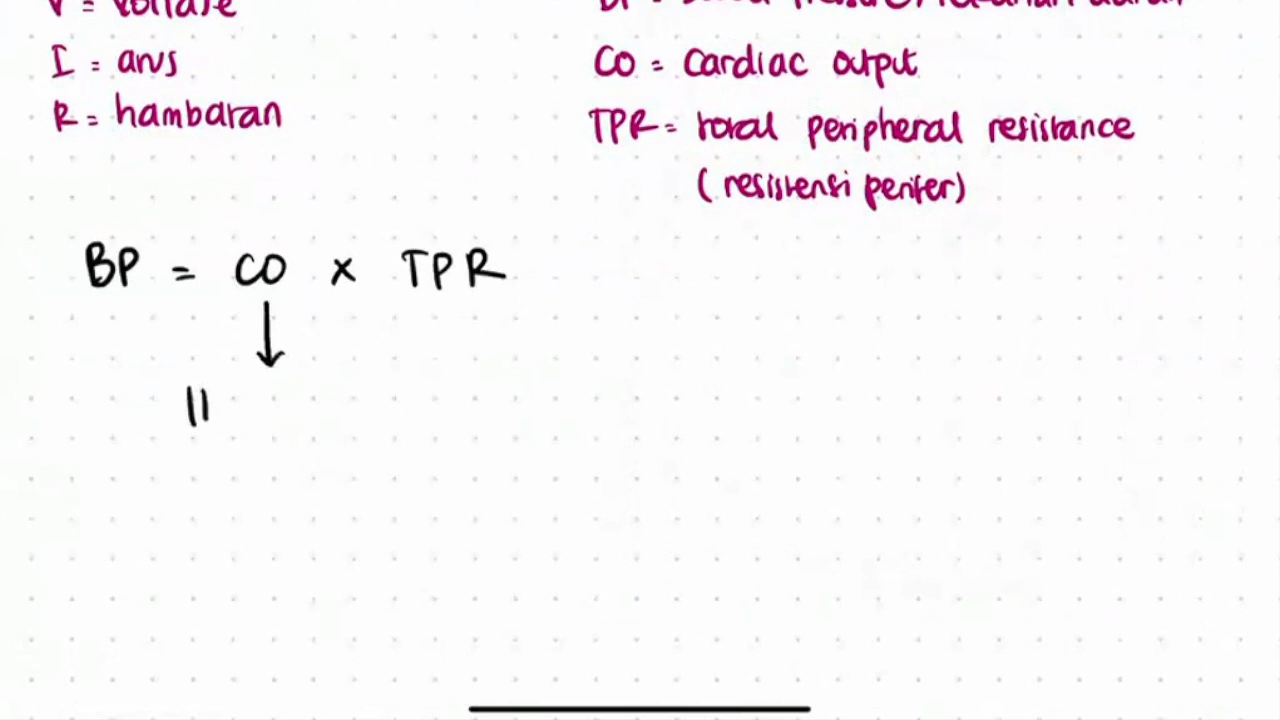 I = arus
R = hambaran
CO = Cardiac output
TPR = total peripheral resistance
(resistensi perifer)
BP = CO x TPR